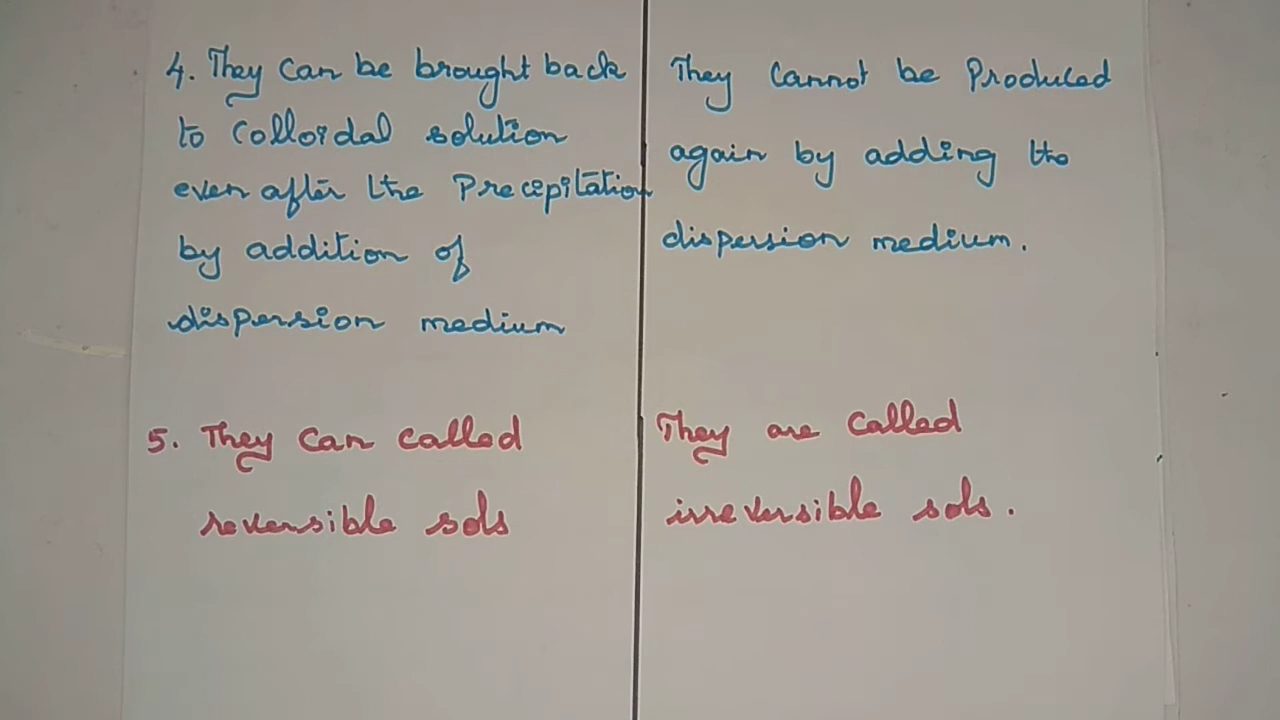 4. They can be brought back
to colloidal solution
even after the Precipitation
by addition of
dispersion medium
They cannot be Produced
again by adding the
dispersion medium.
5. They can called
reversible sols
They are called
irreversible sols.